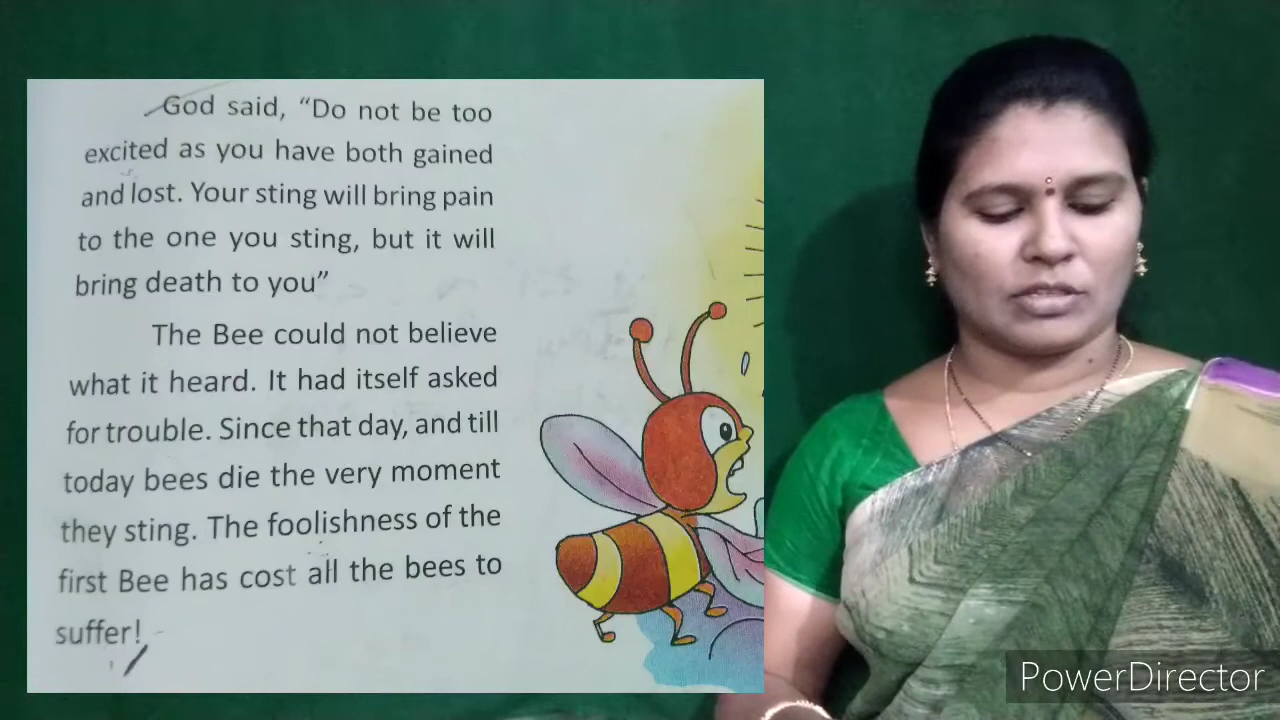 God said, “Do not be too
excited as you have both gained
and lost. Your sting will bring pain
to the one you sting, but it will
bring death to you”
The Bee could not believe
what it heard. It had itself asked
for trouble. Since that day, and till
today bees die the very moment
they sting. The foolishness of the
first Bee has cost all the bees to
suffer!
PowerDirector